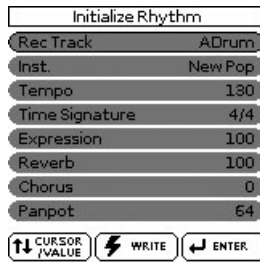 Initialize Rhythm
Rec Track ADrum
Inst. New Pop
Tempo 130
Time Signature 4/4
Expression 100
Reverb 100
Chorus 0
Panpot 64
CURSOR /VALUE WRITE ENTER